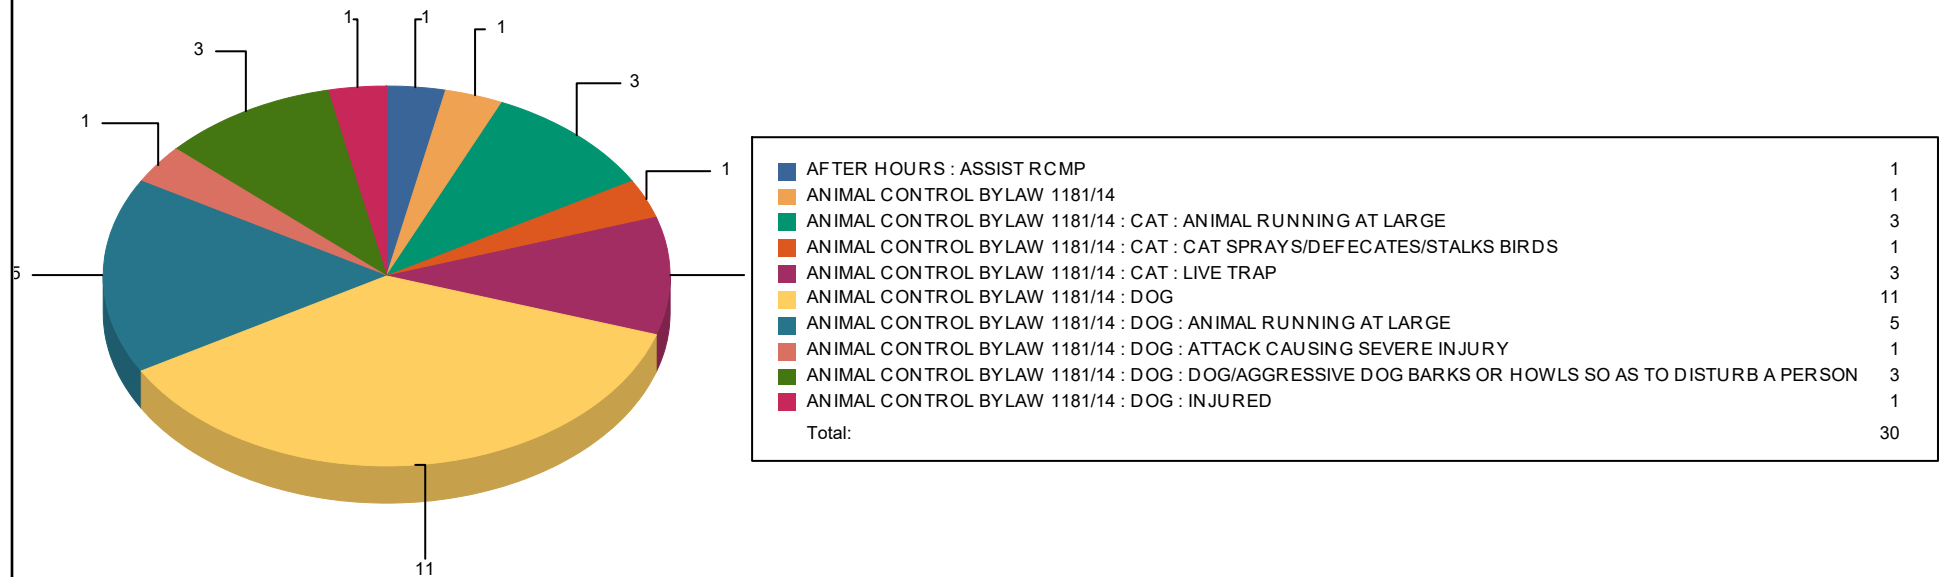 1 1
1
3
3
1
1
5
11
AFTER HOURS : ASSIST RCMP 1
ANIMAL CONTROL BYLAW 1181/14 1
ANIMAL CONTROL BYLAW 1181/14 : CAT : ANIMAL RUNNING AT LARGE 3
ANIMAL CONTROL BYLAW 1181/14 : CAT : CAT SPRAYS/DEFECATES/STALKS BIRDS 1
ANIMAL CONTROL BYLAW 1181/14 : CAT : LIVE TRAP 3
ANIMAL CONTROL BYLAW 1181/14 : DOG 11
ANIMAL CONTROL BYLAW 1181/14 : DOG : ANIMAL RUNNING AT LARGE 5
ANIMAL CONTROL BYLAW 1181/14 : DOG : ATTACK CAUSING SEVERE INJURY 1
ANIMAL CONTROL BYLAW 1181/14 : DOG : DOG/AGGRESSIVE DOG BARKS OR HOWLS SO AS TO DISTURB A PERSON 3
ANIMAL CONTROL BYLAW 1181/14 : DOG : INJURED 1
Total: 30